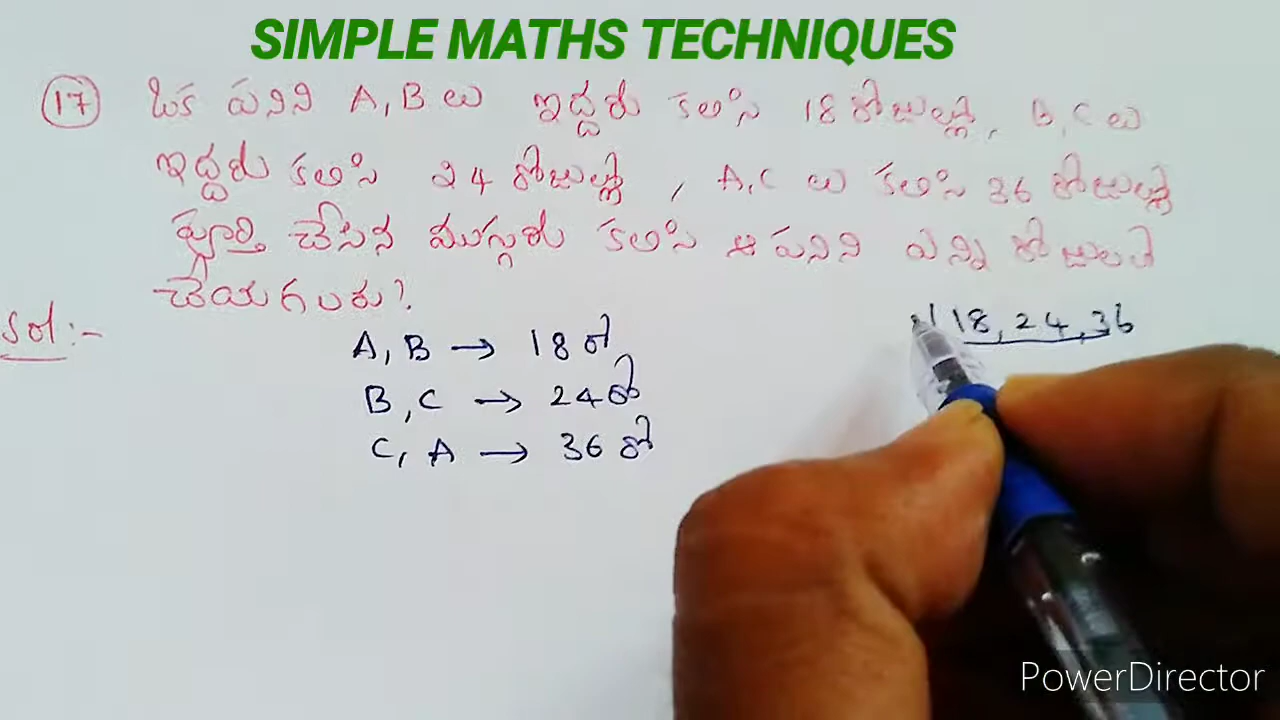 SIMPLE MATHS TECHNIQUES
17 ఒక పనిని A, B లు ఇద్దరు కలిసి 18 రోజుల్లో, B, C లు
ఇద్దరు కలిసి 24 రోజుల్లో, A, C లు కలిసి 36 రోజుల్లో
పూర్తి చేసిన ముగ్గురు కలిసి ఆ పనిని ఎన్ని రోజులలో
చేయగలరు?
Sol:-
A, B → 18 రో
B, C → 24 రో
C, A → 36 రో
18, 24, 36
PowerDirector